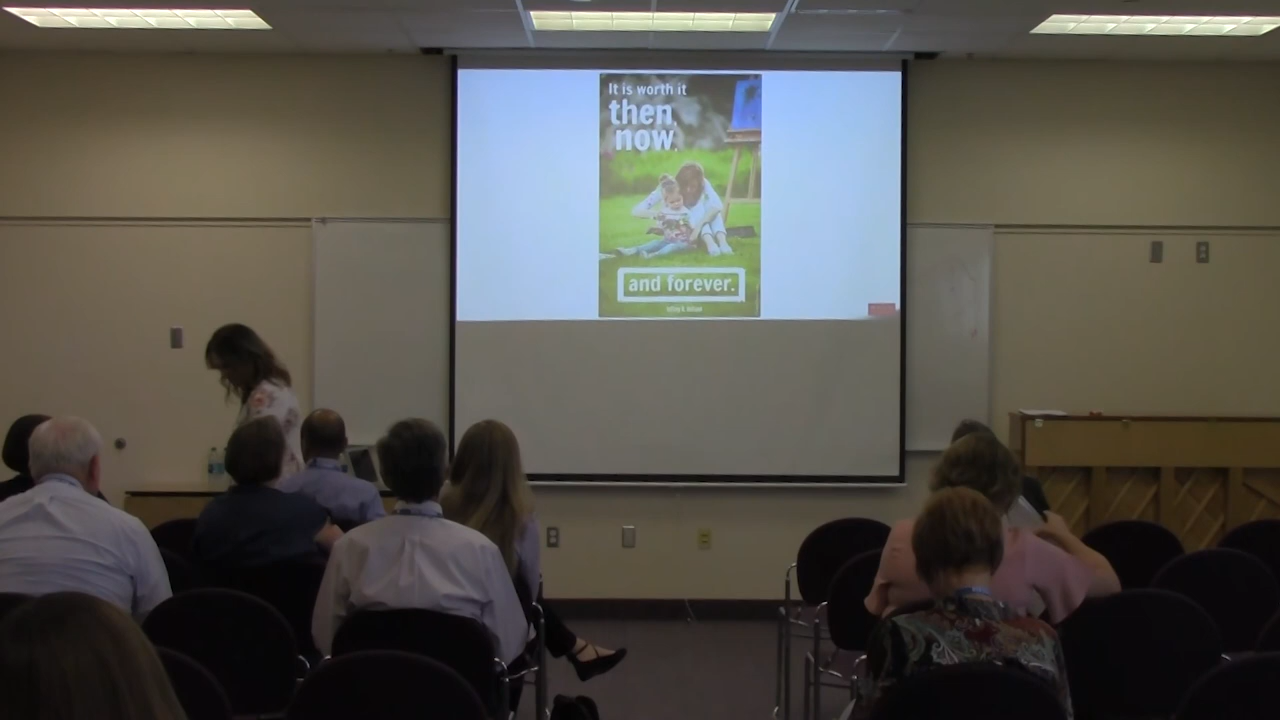 It is worth it
then,
now,
and forever.